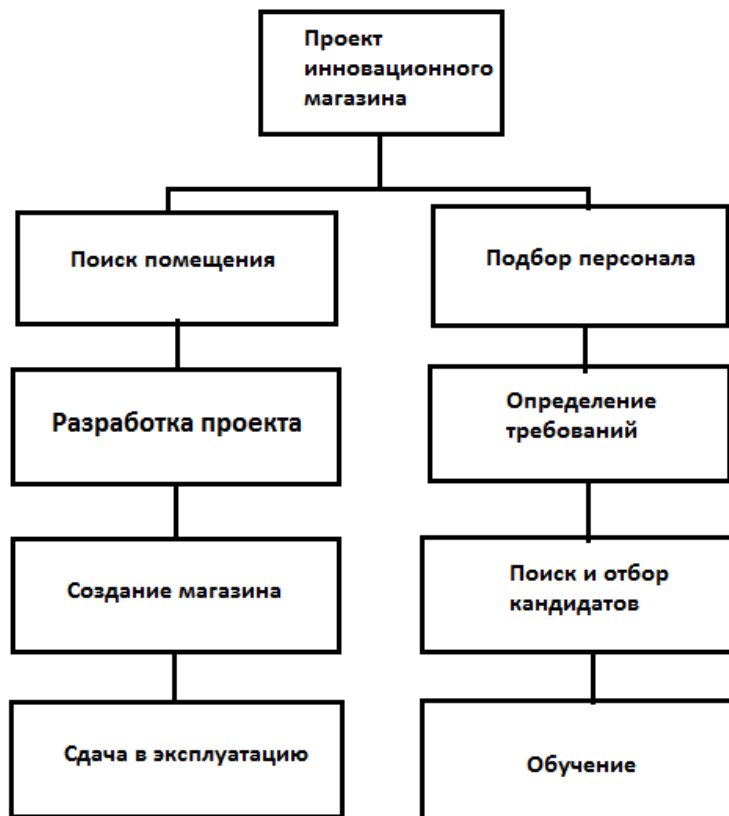 Проект
инновационного
магазина
Поиск помещения
Подбор персонала
Разработка проекта
Определение
требований
Создание магазина
Поиск и отбор
кандидатов
Сдача в эксплуатацию
Обучение